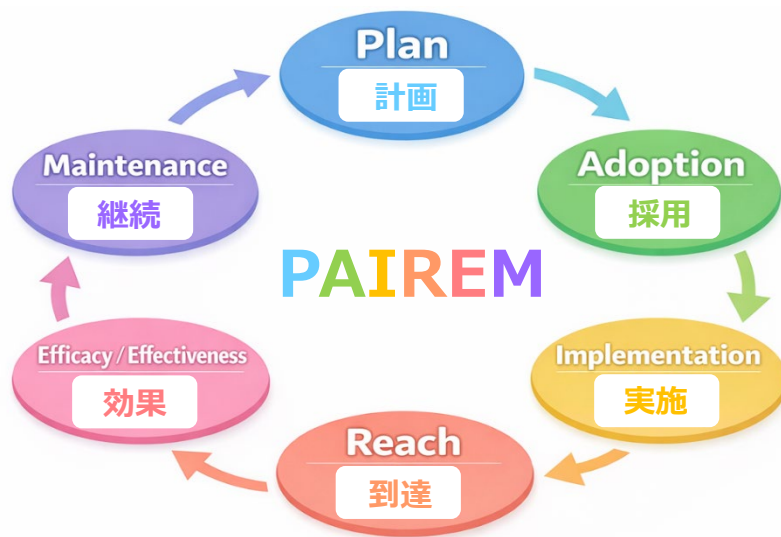 Plan
計画
Adoption
採用
Implementation
実施
Reach
到達
Efficacy / Effectiveness
効果
Maintenance
継続
PAIREM